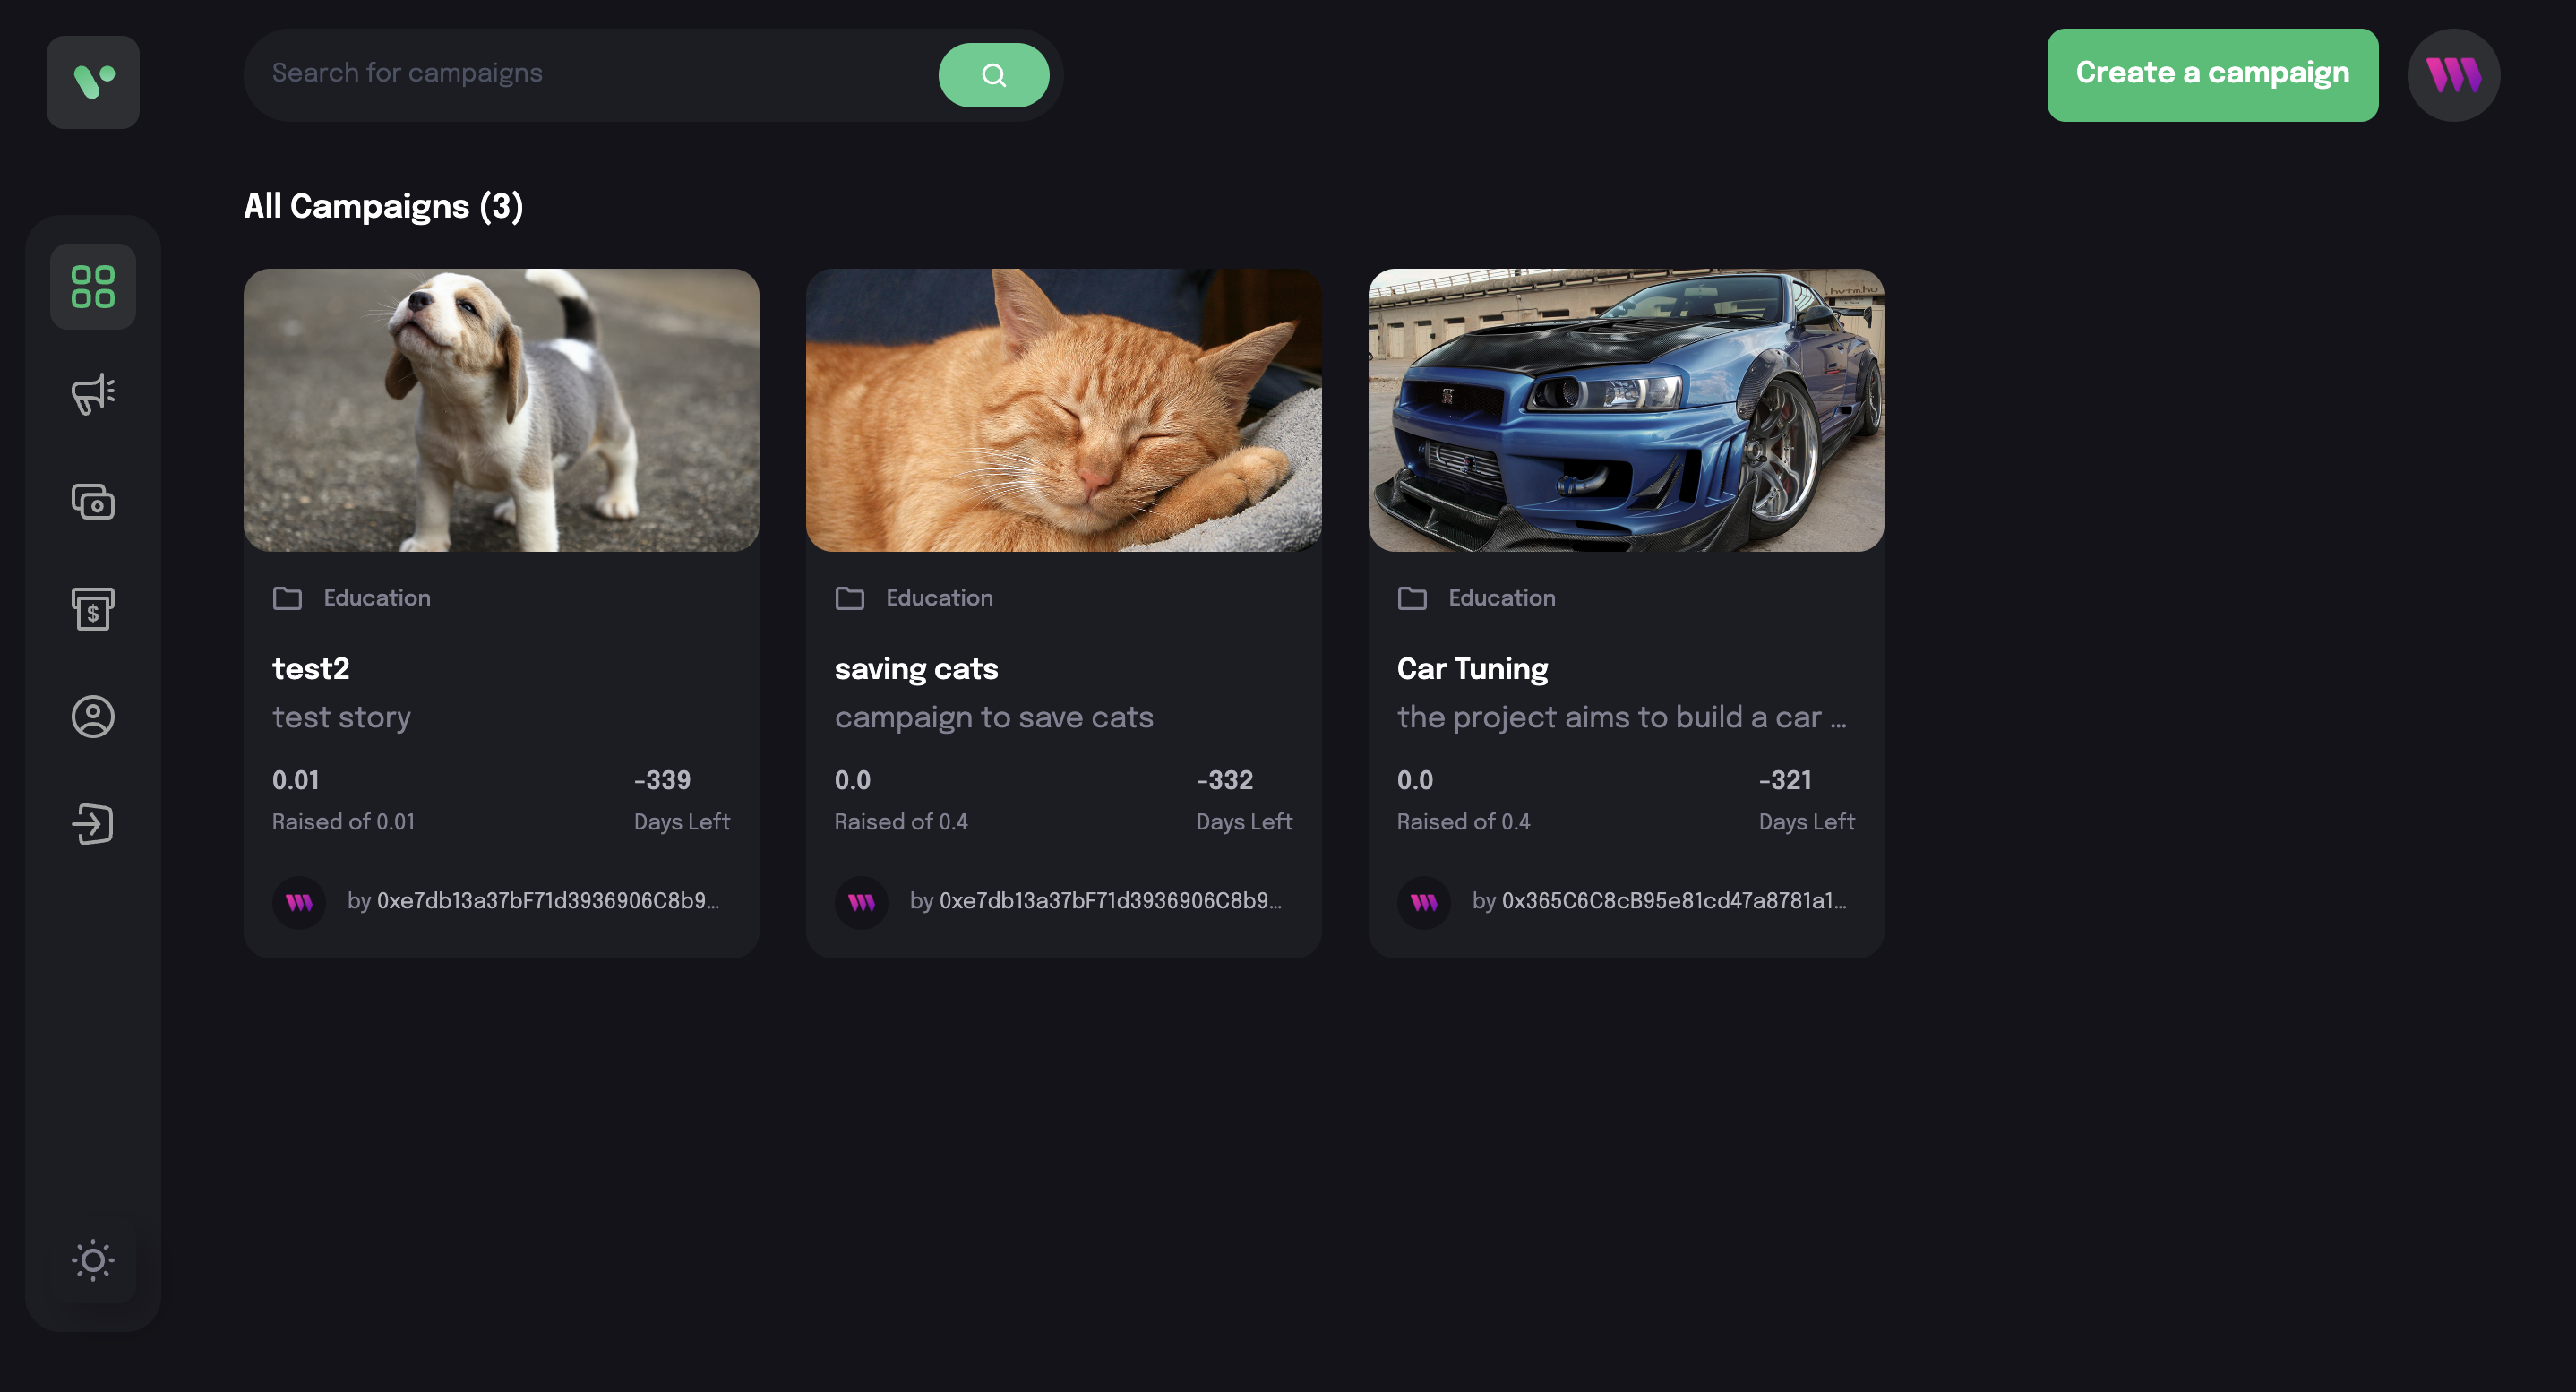 Search for campaigns
Create a campaign
All Campaigns (3)
Education
test2
test story
0.01
-339
Raised of 0.01
Days Left
by 0xe7db13a37bF71d3936906C8b9...
Education
saving cats
campaign to save cats
0.0
-332
Raised of 0.4
Days Left
by 0xe7db13a37bF71d3936906C8b9...
Education
Car Tuning
the project aims to build a car ...
0.0
-321
Raised of 0.4
Days Left
by 0x365C6C8cB95e81cd47a8781a1...